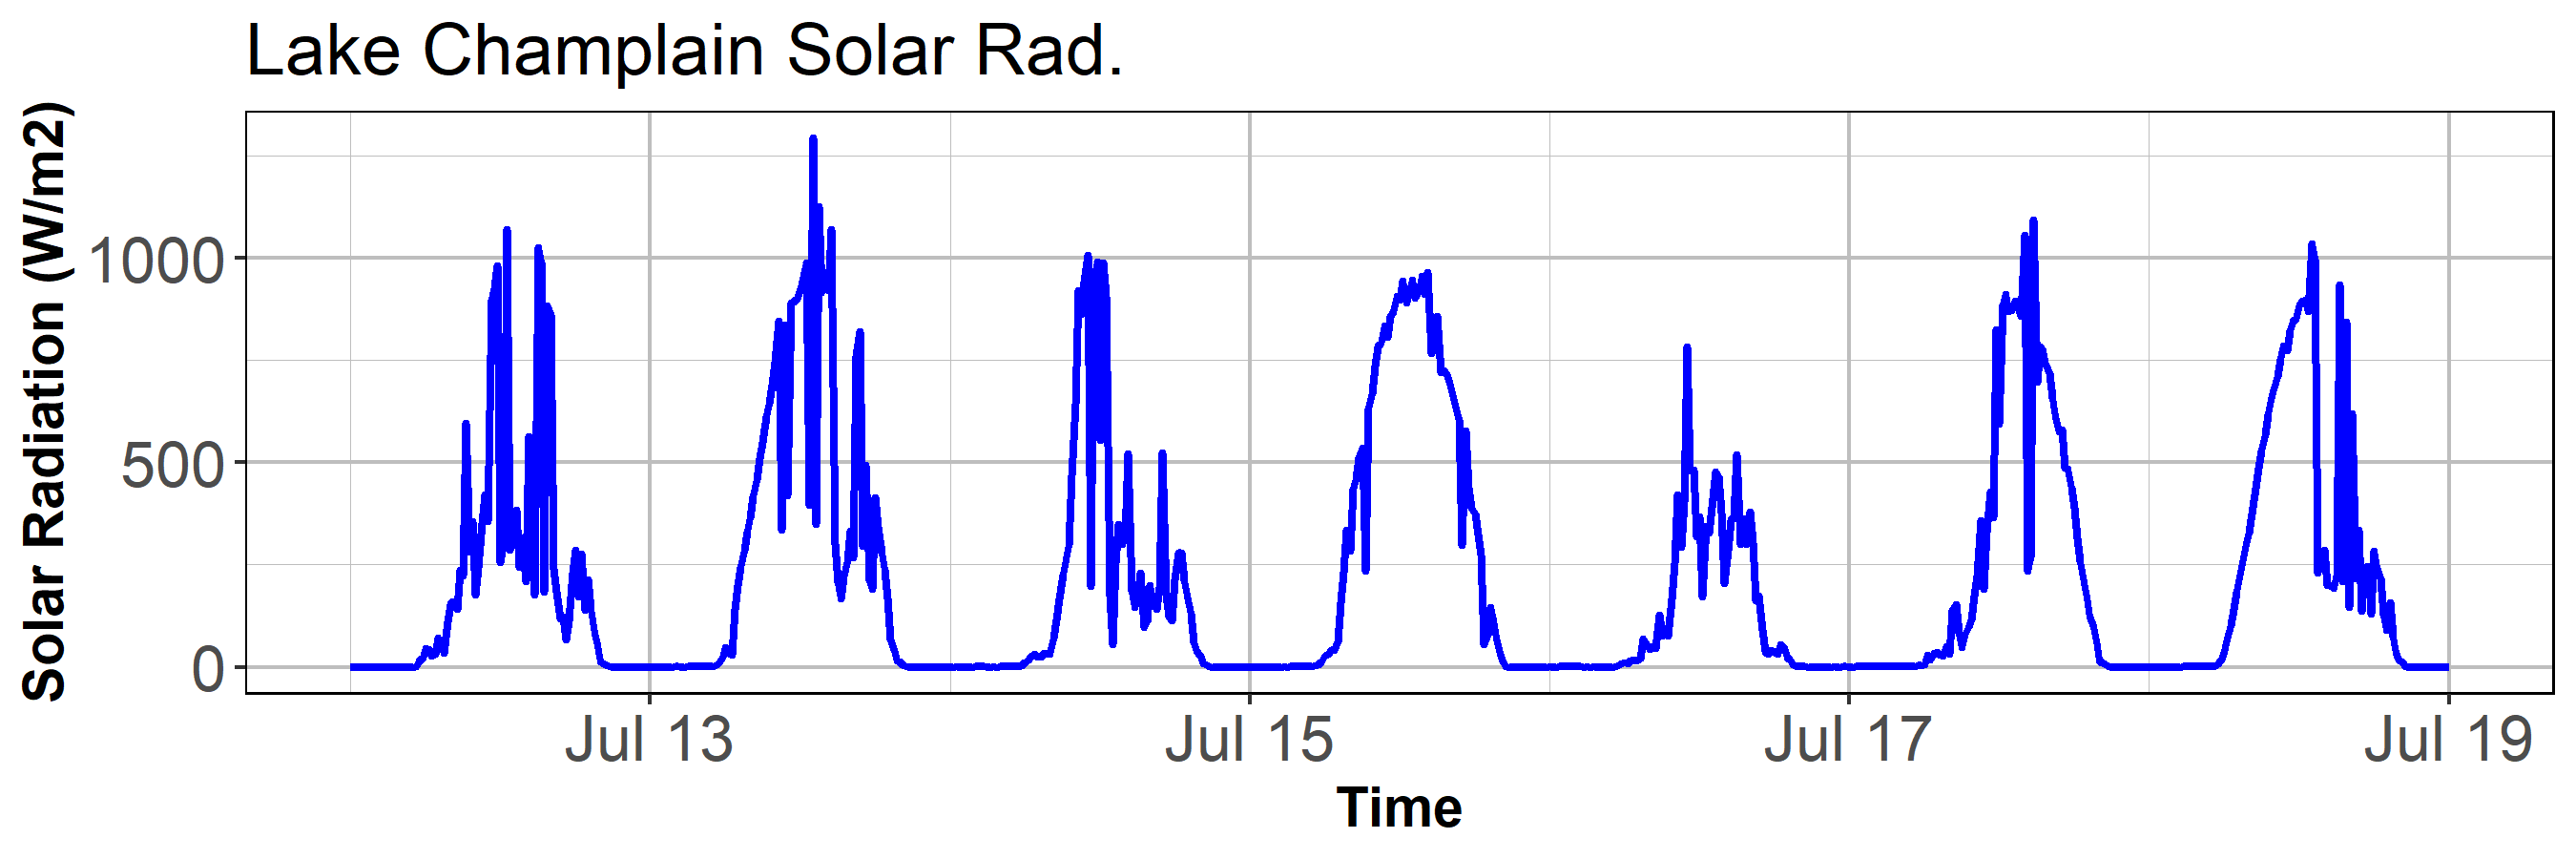 Lake Champlain Solar Rad.
Solar Radiation (W/m2)
1000
500
0
Jul 13
Jul 15
Jul 17
Jul 19
Time